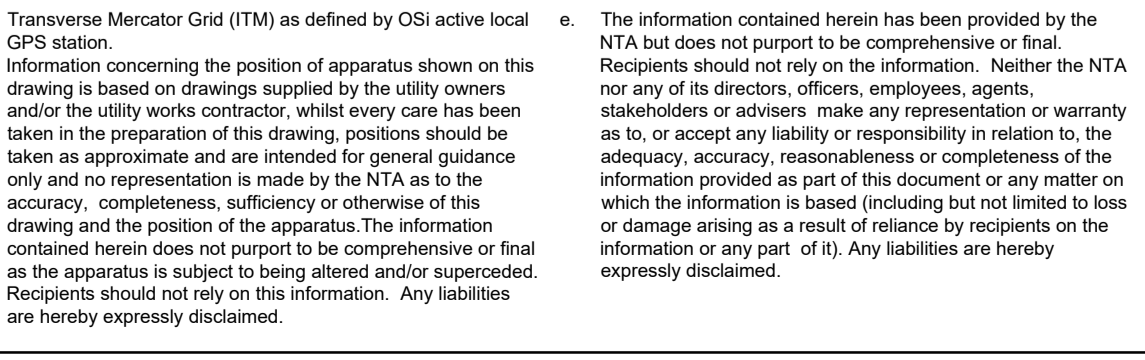 Transverse Mercator Grid (ITM) as defined by OSi active local
GPS station.
Information concerning the position of apparatus shown on this
drawing is based on drawings supplied by the utility owners
and/or the utility works contractor, whilst every care has been
taken in the preparation of this drawing, positions should be
taken as approximate and are intended for general guidance
only and no representation is made by the NTA as to the
accuracy,  completeness, sufficiency or otherwise of this
drawing and the position of the apparatus.The information
contained herein does not purport to be comprehensive or final
as the apparatus is subject to being altered and/or superceded.
Recipients should not rely on this information.  Any liabilities
are hereby expressly disclaimed.
e. The information contained herein has been provided by the
NTA but does not purport to be comprehensive or final.
Recipients should not rely on the information.  Neither the NTA
nor any of its directors, officers, employees, agents,
stakeholders or advisers  make any representation or warranty
as to, or accept any liability or responsibility in relation to, the
adequacy, accuracy, reasonableness or completeness of the
information provided as part of this document or any matter on
which the information is based (including but not limited to loss
or damage arising as a result of reliance by recipients on the
information or any part  of it). Any liabilities are hereby
expressly disclaimed.